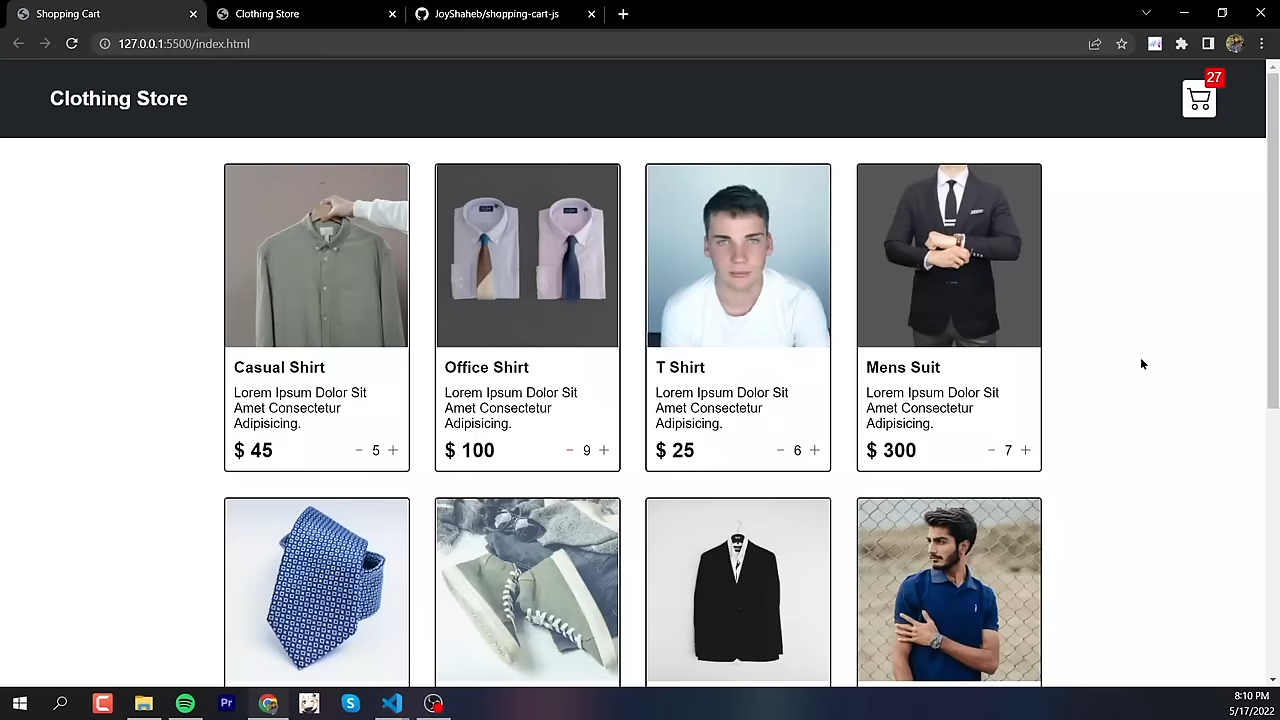 Shopping Cart
Clothing Store
JoyShaheb/shopping-cart-js
127.0.0.1:5500/index.html
Clothing Store
27
Casual Shirt
Lorem Ipsum Dolor Sit
Amet Consectetur
Adipisicing.
$ 45
- 5 +
Office Shirt
Lorem Ipsum Dolor Sit
Amet Consectetur
Adipisicing.
$ 100
- 9 +
T Shirt
Lorem Ipsum Dolor Sit
Amet Consectetur
Adipisicing.
$ 25
- 6 +
Mens Suit
Lorem Ipsum Dolor Sit
Amet Consectetur
Adipisicing.
$ 300
- 7 +
Pr
8:10 PM
5/17/2022